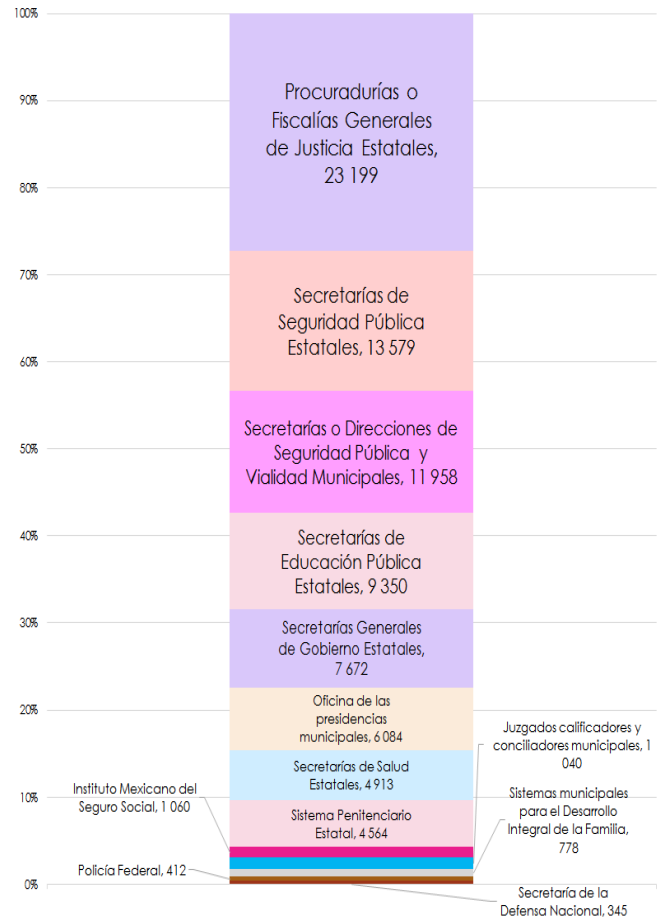 100%
90%
80%
70%
60%
50%
40%
30%
20%
10%
0%
Procuradurías o
Fiscalías Generales
de Justicia Estatales,
23 199
Secretarías de
Seguridad Pública
Estatales, 13 579
Secretarías o Direcciones de
Seguridad Pública y
Vialidad Municipales, 11 958
Secretarías de
Educación Pública
Estatales, 9 350
Secretarías Generales
de Gobierno Estatales,
7 672
Oficina de las
presidencias
municipales, 6 084
Secretarías de Salud
Estatales, 4 913
Sistema Penitenciario
Estatal, 4 564
Instituto Mexicano del
Seguro Social, 1 060
Juzgados calificadores y
conciliadores municipales, 1
040
Sistemas municipales
para el Desarrollo
Integral de la Familia,
778
Policía Federal, 412
Secretaría de la
Defensa Nacional, 345